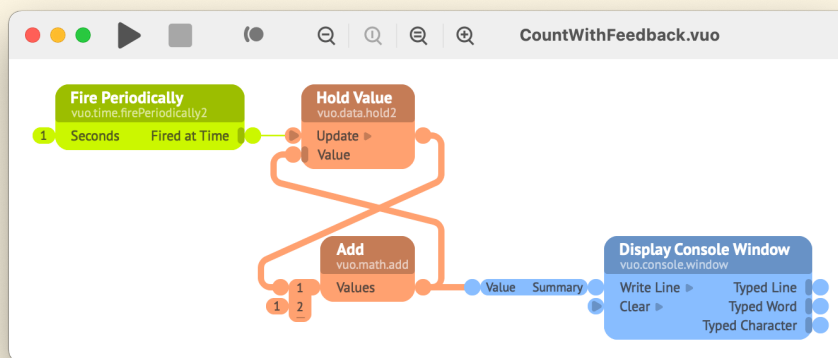 CountWithFeedback.vuo
Fire Periodically
vuo.time.firePeriodically2
1 Seconds Fired at Time
Hold Value
vuo.data.hold2
Update
Value
Add
vuo.math.add
1 Values
1 2
Value Summary
Display Console Window
vuo.console.window
Write Line Typed Line
Clear Typed Word
Typed Character